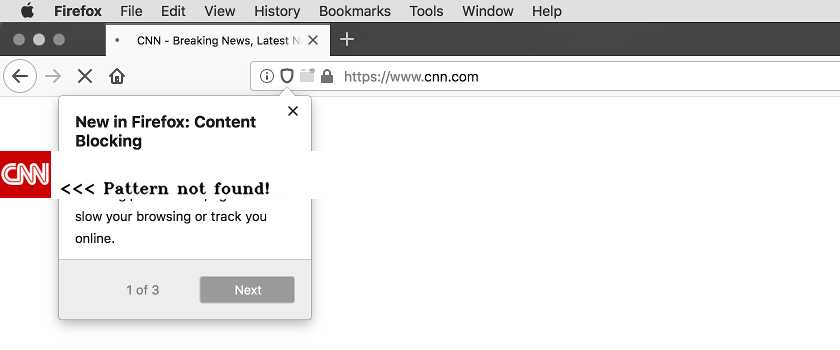 Firefox File Edit View History Bookmarks Tools Window Help
CNN - Breaking News, Latest N
https://www.cnn.com
New in Firefox: Content
Blocking
CNN
<<< Pattern not found!
slow your browsing or track you
online.
1 of 3 Next